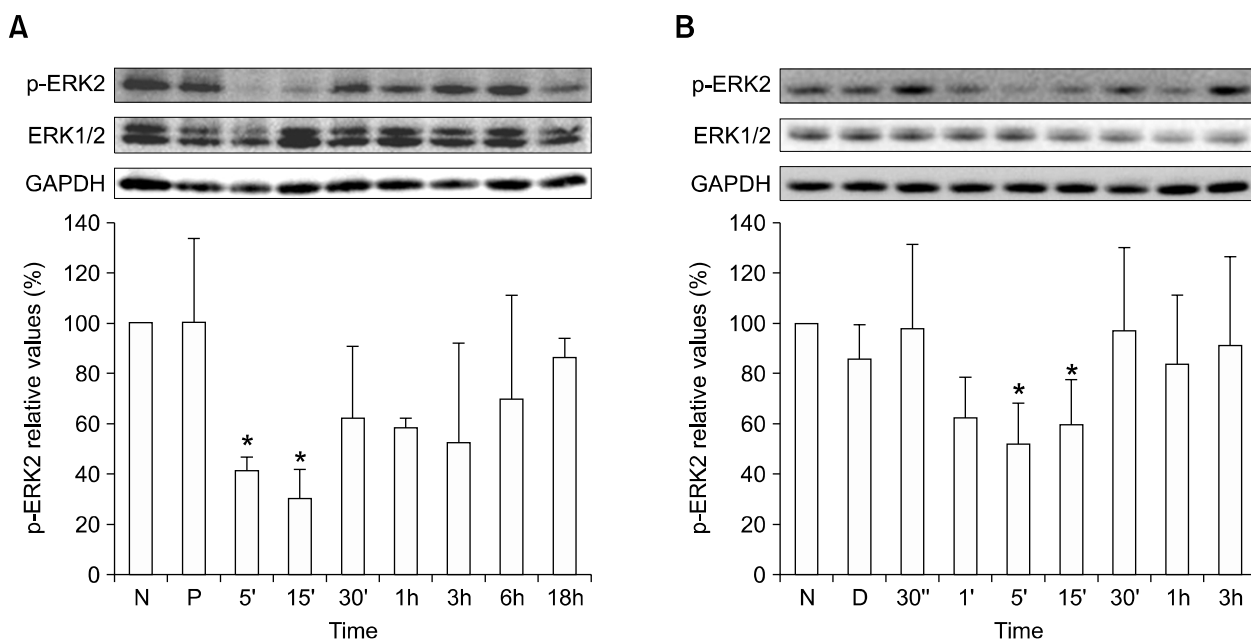 A
p-ERK2
ERK1/2
GAPDH
p-ERK2 relative values (%)
140
120
100
80
60
40
20
0
N P 5' 15' 30' 1h 3h 6h 18h
* *
Time
B
p-ERK2
ERK1/2
GAPDH
p-ERK2 relative values (%)
140
120
100
80
60
40
20
0
N D 30'' 1' 5' 15' 30' 1h 3h
* *
Time